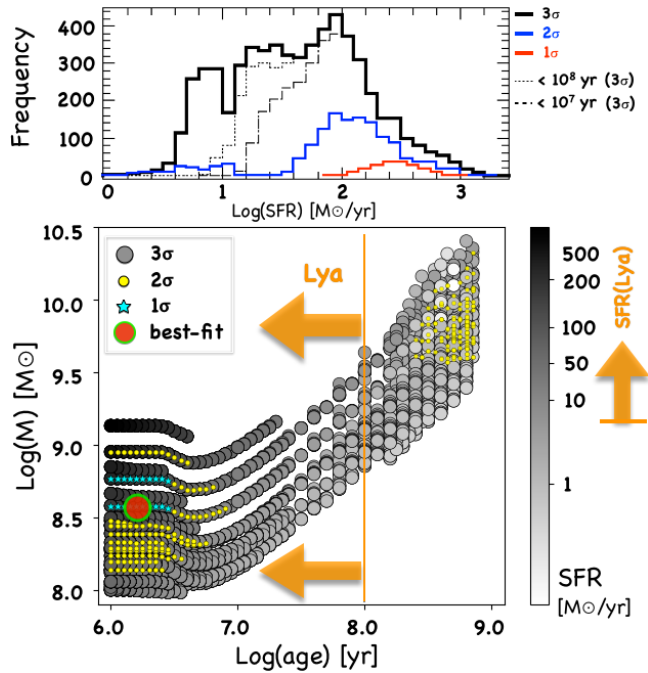 Frequency
400
300
200
100
0
0
1
2
3
Log(SFR) [M⊙/yr]
3σ
2σ
1σ
< 10⁸ yr (3σ)
< 10⁷ yr (3σ)
Log(M) [M⊙]
10.5
10.0
9.5
9.0
8.5
8.0
3σ
2σ
1σ
best-fit
Lya
6.0
7.0
8.0
9.0
Log(age) [yr]
500
200
100
50
10
1
SFR
[M⊙/yr]
SFR(Lya)